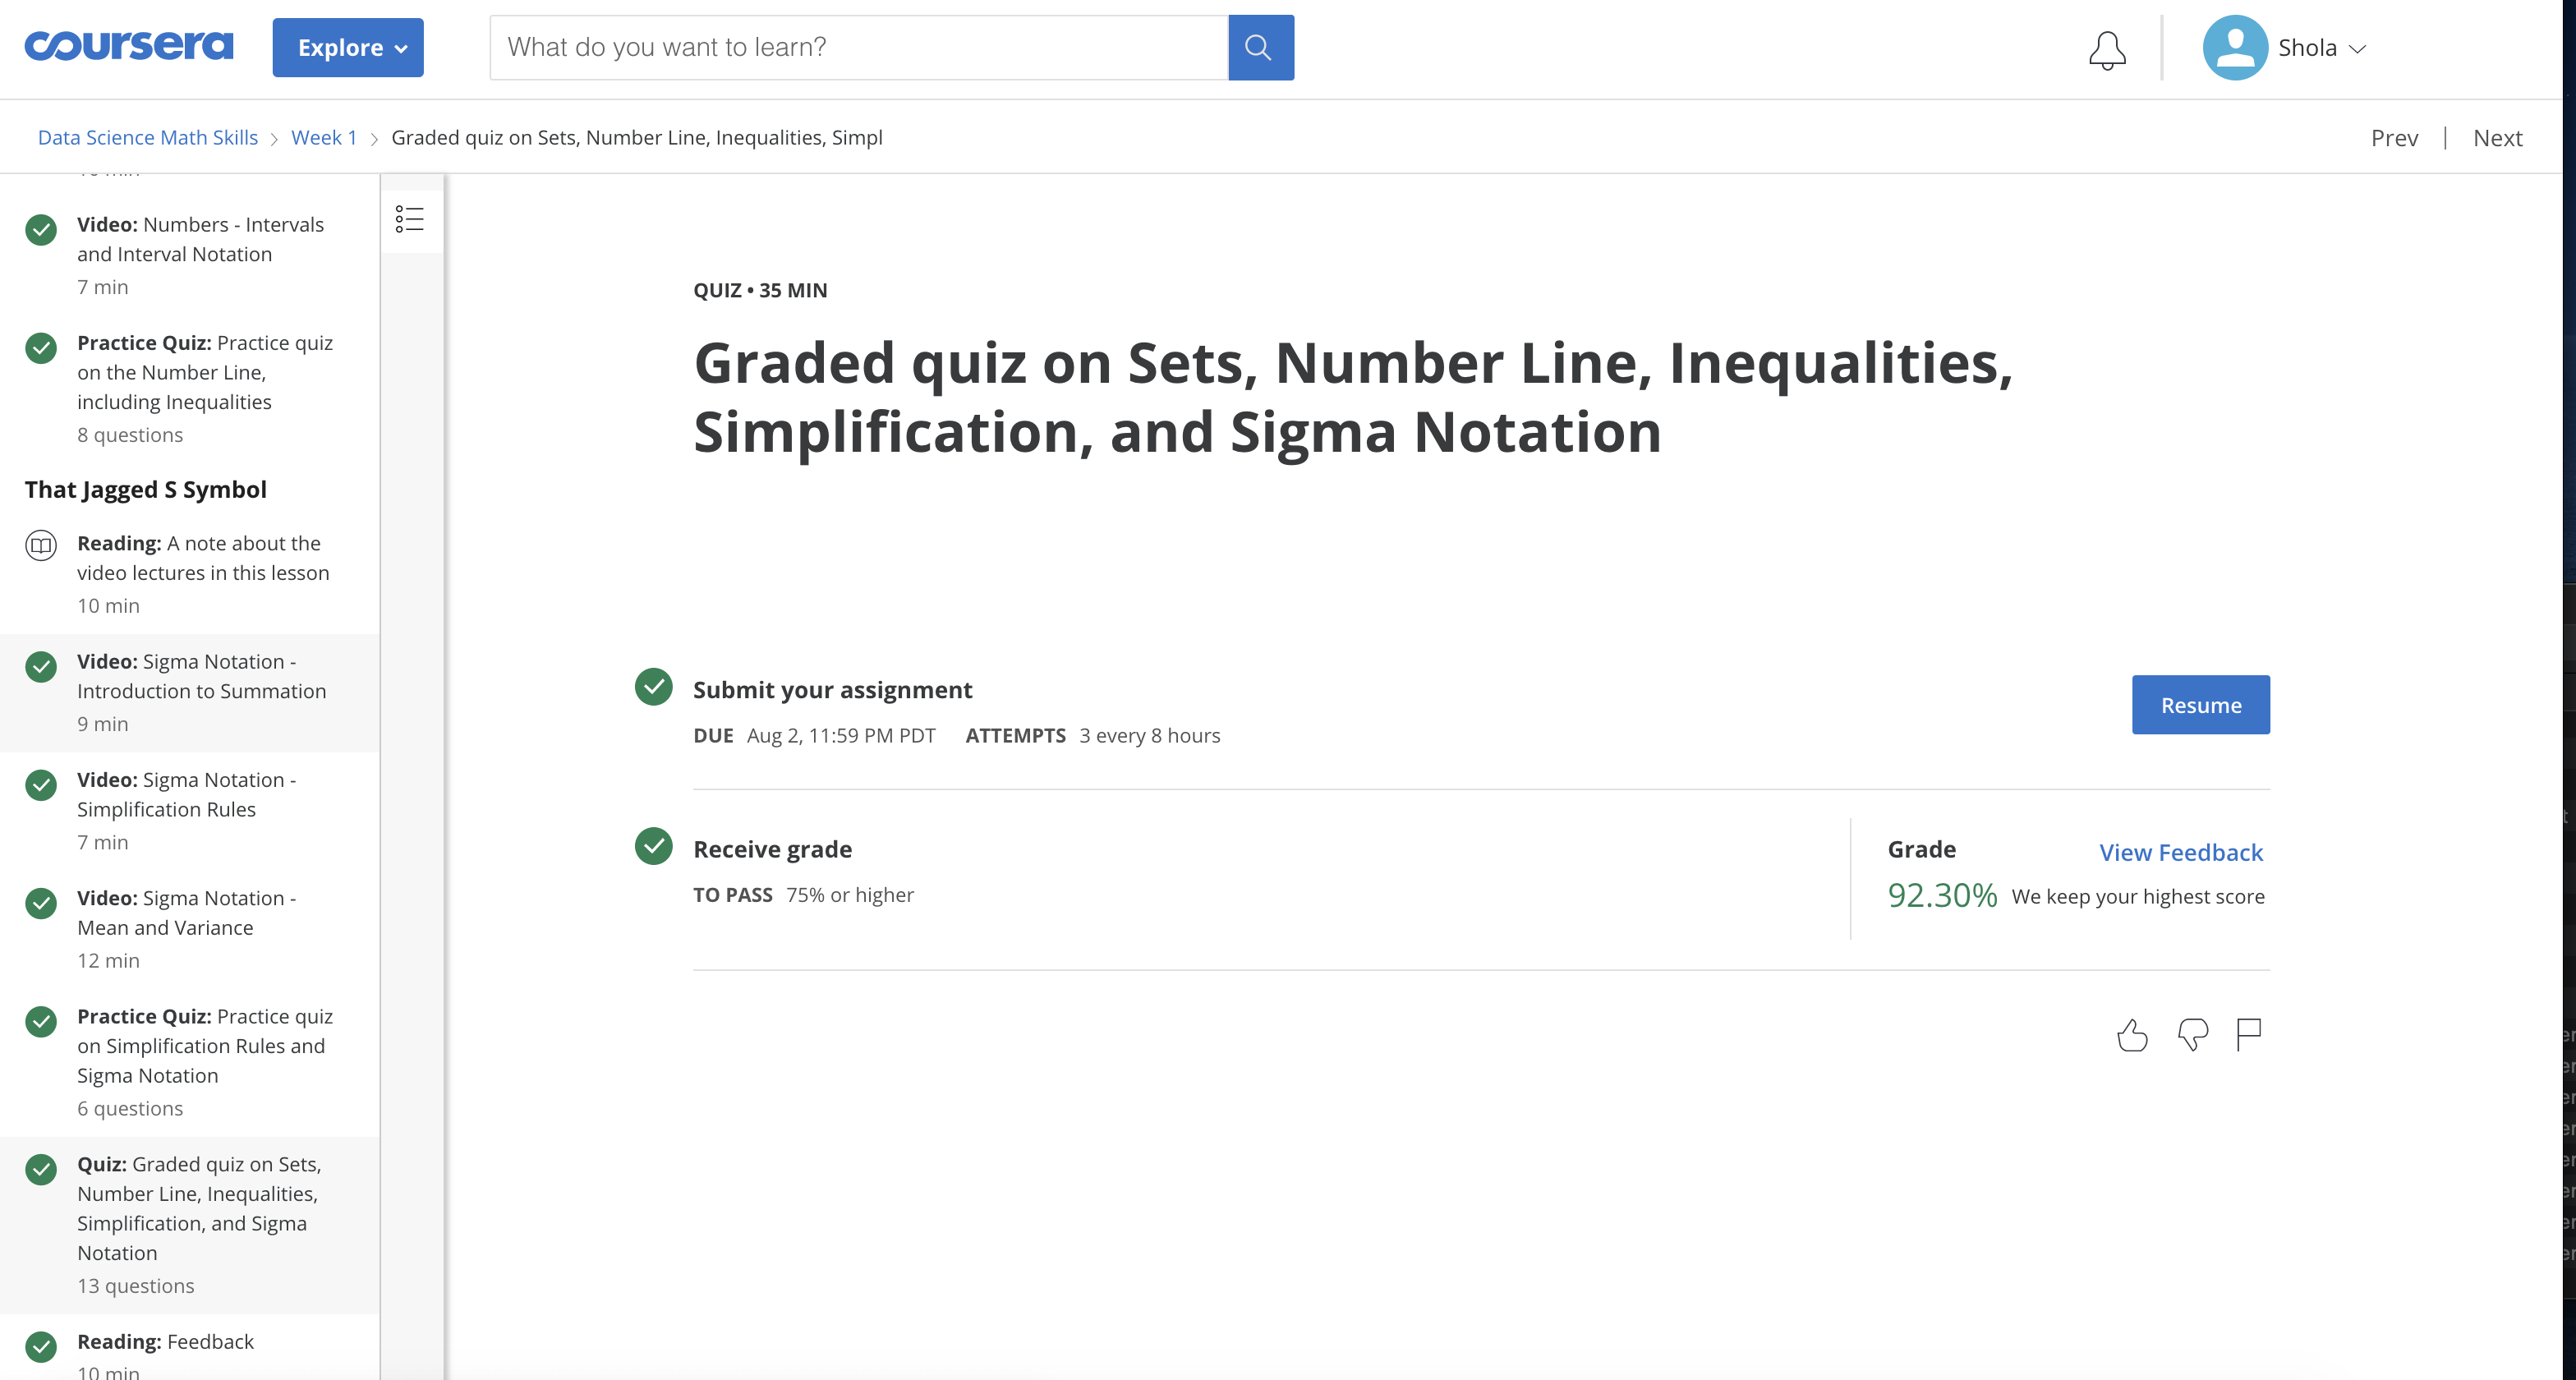 coursera
Explore
What do you want to learn?
Shola
Data Science Math Skills
Week 1
Graded quiz on Sets, Number Line, Inequalities, Simpl
Prev | Next
Video: Numbers - Intervals
and Interval Notation
7 min
Practice Quiz: Practice quiz
on the Number Line,
including Inequalities
8 questions
That Jagged S Symbol
Reading: A note about the
video lectures in this lesson
10 min
Video: Sigma Notation -
Introduction to Summation
9 min
Video: Sigma Notation -
Simplification Rules
7 min
Video: Sigma Notation -
Mean and Variance
12 min
Practice Quiz: Practice quiz
on Simplification Rules and
Sigma Notation
6 questions
Quiz: Graded quiz on Sets,
Number Line, Inequalities,
Simplification, and Sigma
Notation
13 questions
Reading: Feedback
10 min
QUIZ • 35 MIN
Graded quiz on Sets, Number Line, Inequalities,
Simplification, and Sigma Notation
Submit your assignment
DUE Aug 2, 11:59 PM PDT ATTEMPTS 3 every 8 hours
Resume
Receive grade
TO PASS 75% or higher
Grade
View Feedback
92.30% We keep your highest score